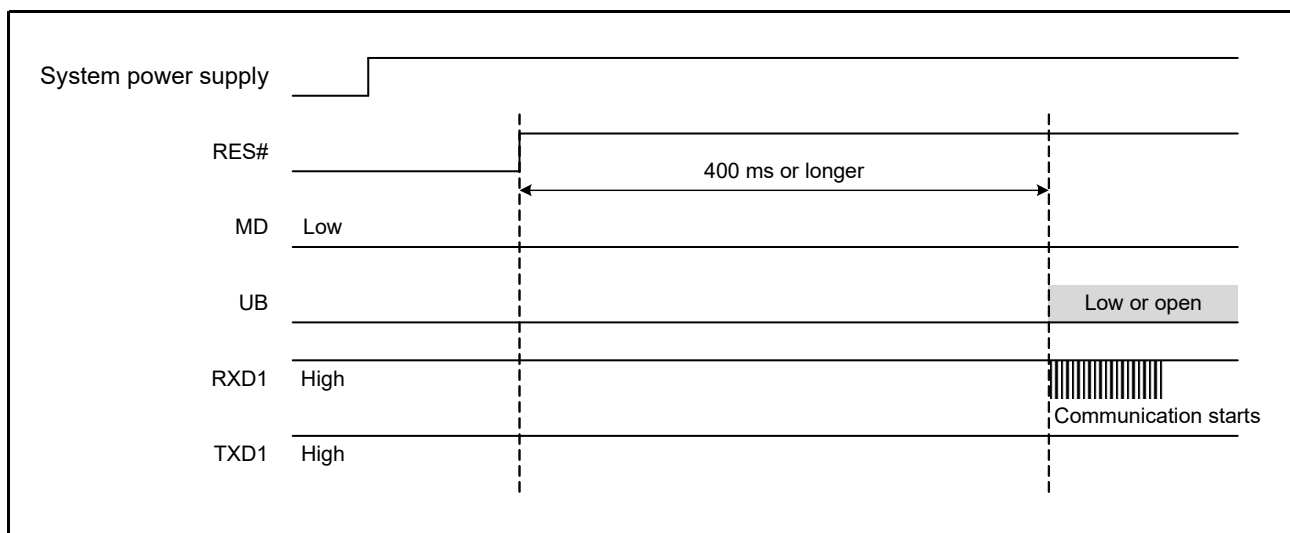 System power supply
RES#
400 ms or longer
MD Low
UB Low or open
RXD1 High
Communication starts
TXD1 High